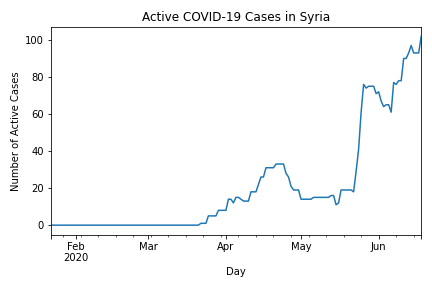 Active COVID-19 Cases in Syria
Number of Active Cases
100
80
60
40
20
0
Feb
2020
Mar
Apr
May
Jun
Day